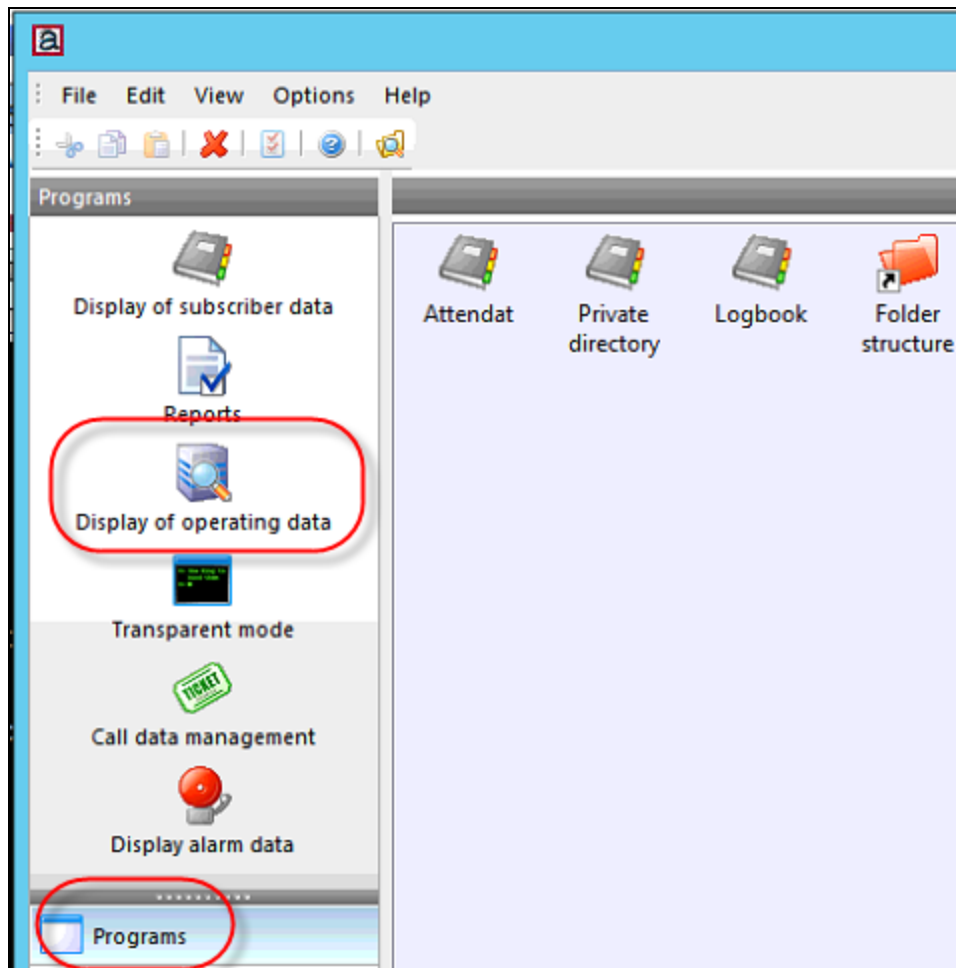 a
File Edit View Options Help
Programs
Display of subscriber data
Attendat
Private
directory
Logbook
Folder
structure
Reports
Display of operating data
Transparent mode
TICKET
Call data management
Display alarm data
Programs